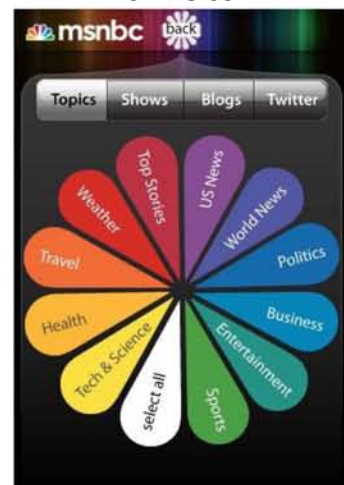 msnbc
back
Topics Shows Blogs Twitter
Top Stories
US News
World News
Politics
Business
Entertainment
Sports
select all
Tech & Science
Health
Travel
Weather